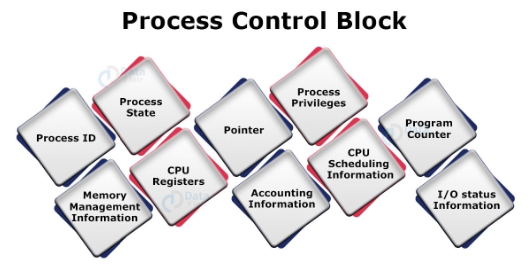 Process Control Block
Process ID
Process
State
Pointer
Process
Privileges
Program
Counter
Memory
Management
Information
CPU
Registers
Accounting
Information
CPU
Scheduling
Information
I/O status
Information